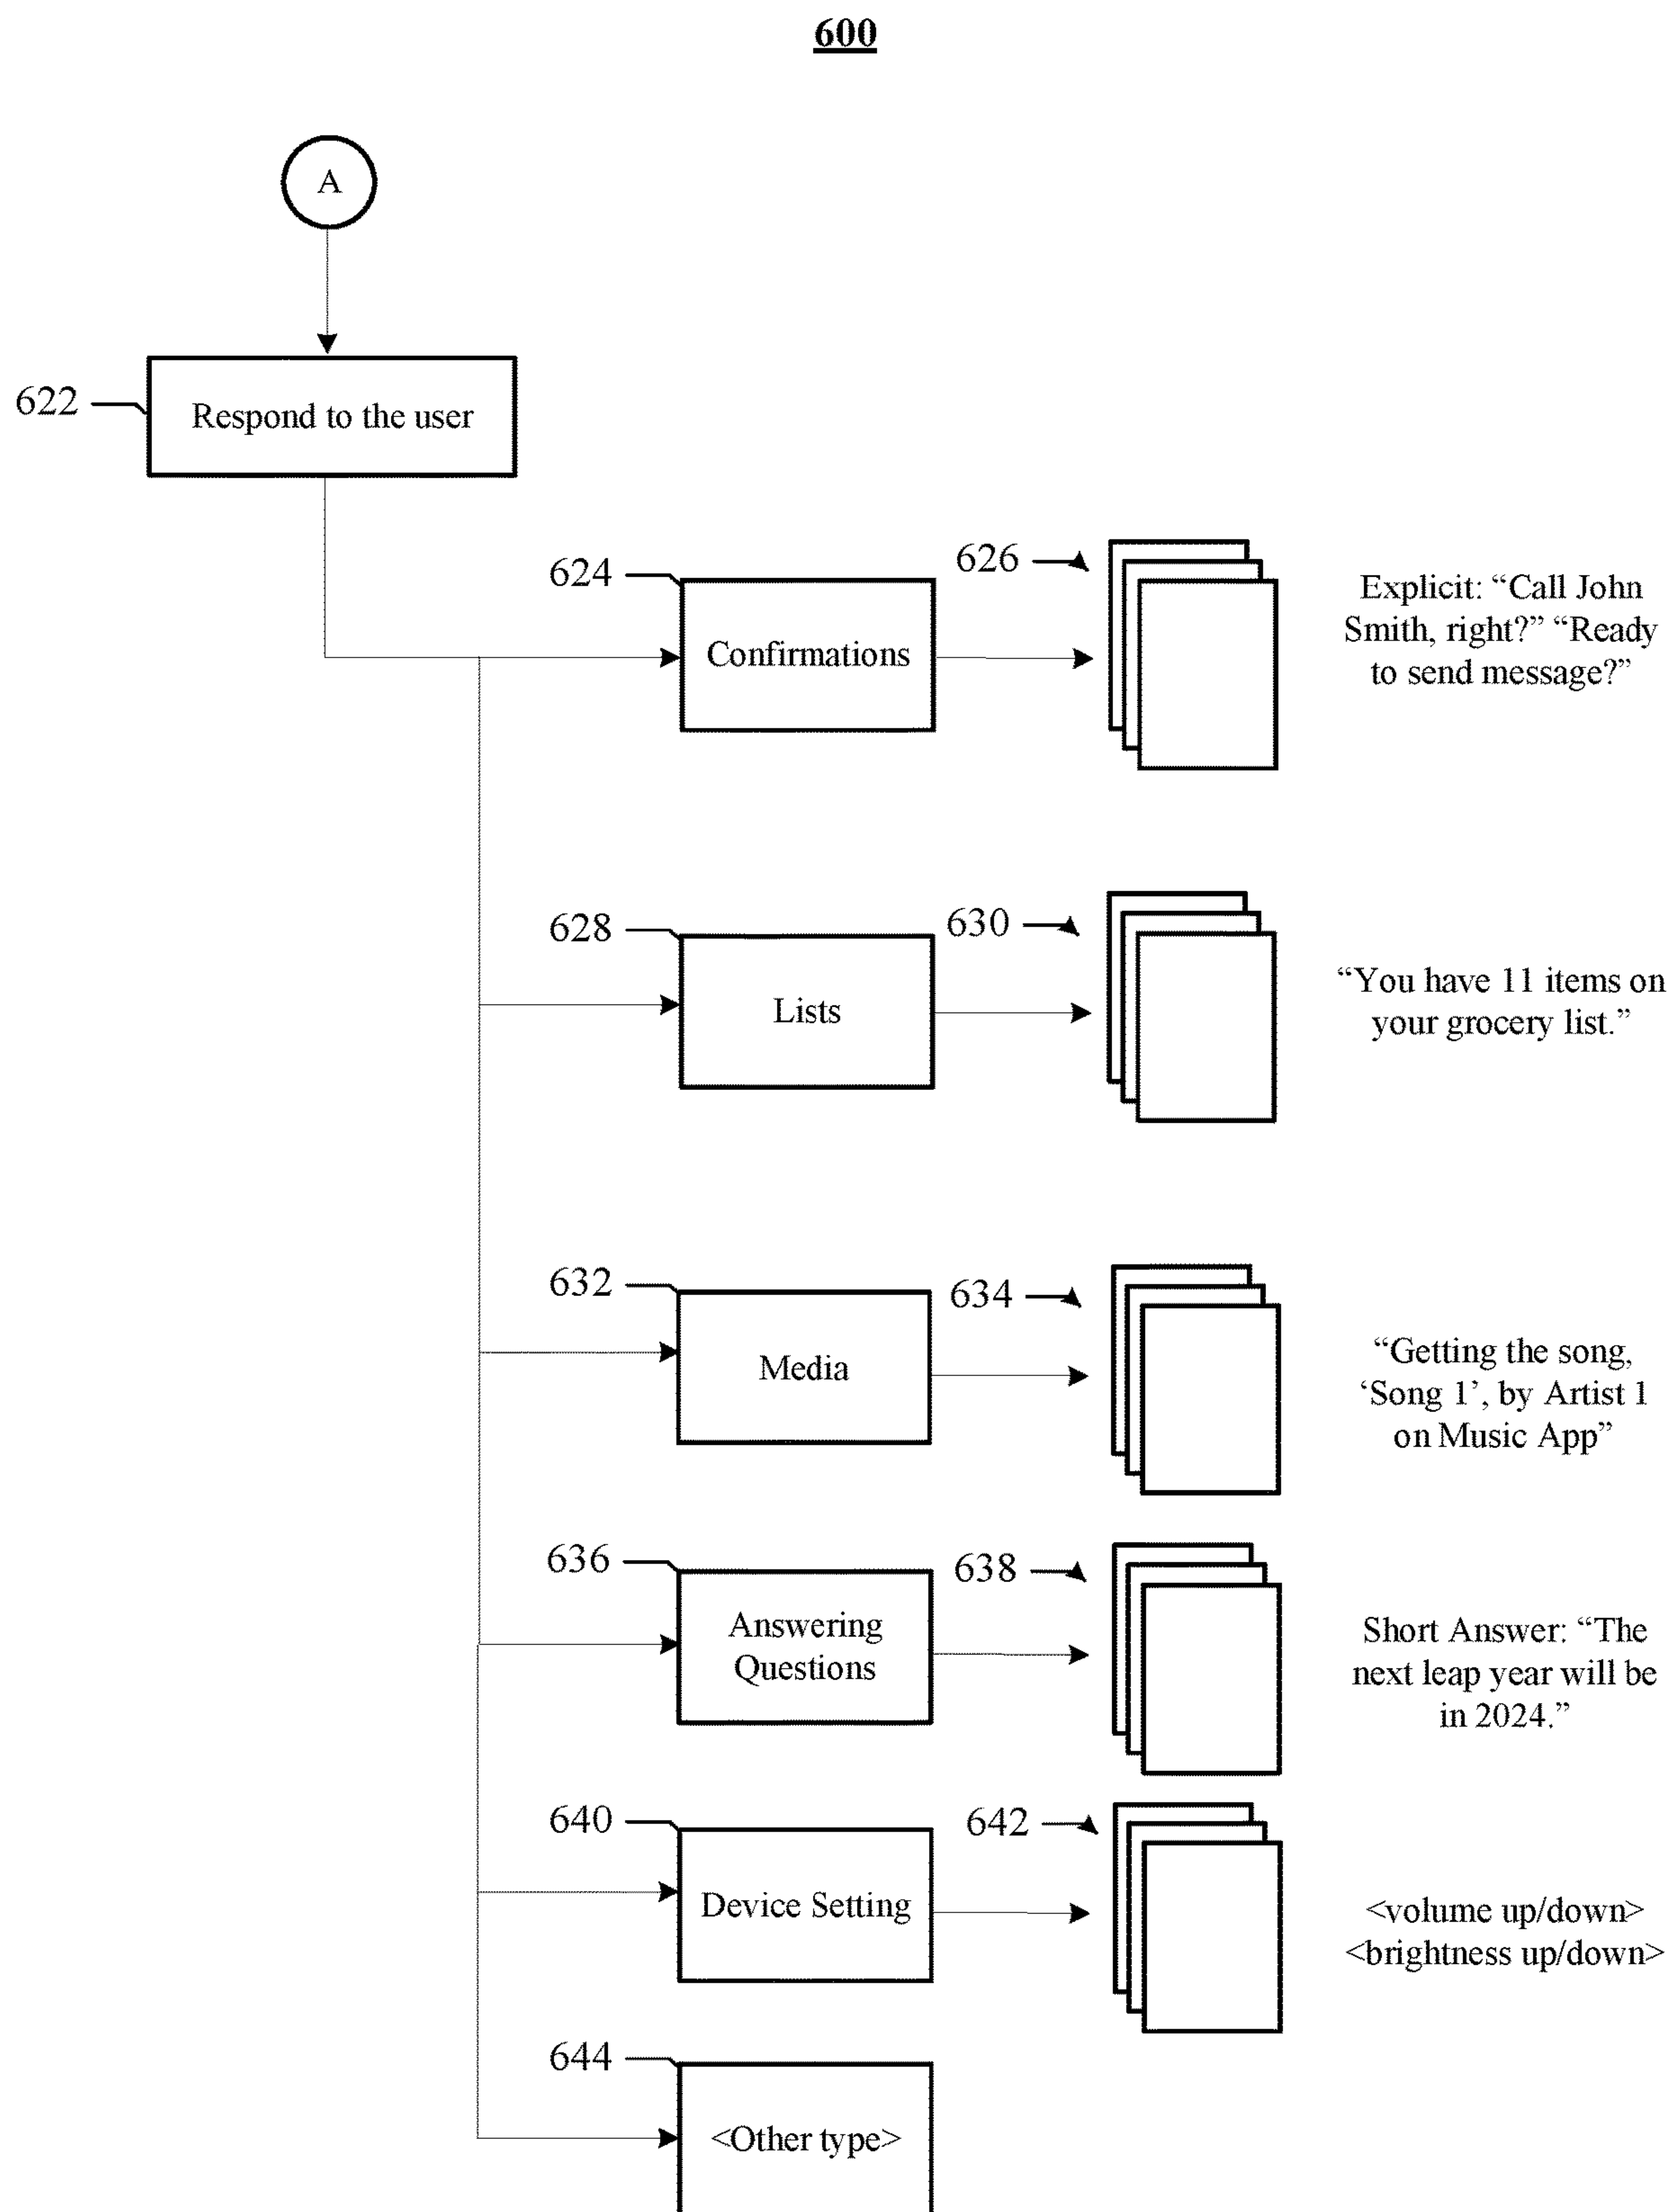 600
A
622
Respond to the user
624
Confirmations
626
Explicit: “Call John
Smith, right?” “Ready
to send message?”
628
Lists
630
“You have 11 items on
your grocery list.”
632
Media
634
“Getting the song,
‘Song 1’, by Artist 1
on Music App”
636
Answering
Questions
638
Short Answer: “The
next leap year will be
in 2024.”
640
Device Setting
642
<volume up/down>
<brightness up/down>
644
<Other type>